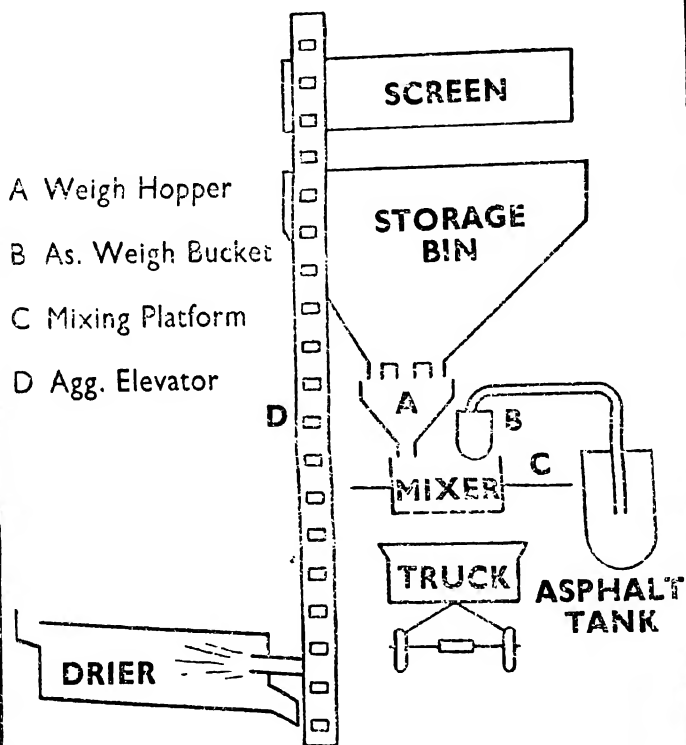 SCREEN
A Weigh Hopper
B As. Weigh Bucket
C Mixing Platform
D Agg. Elevator
STORAGE
BIN
A
D
B
C
MIXER
TRUCK
ASPHALT
TANK
DRIER